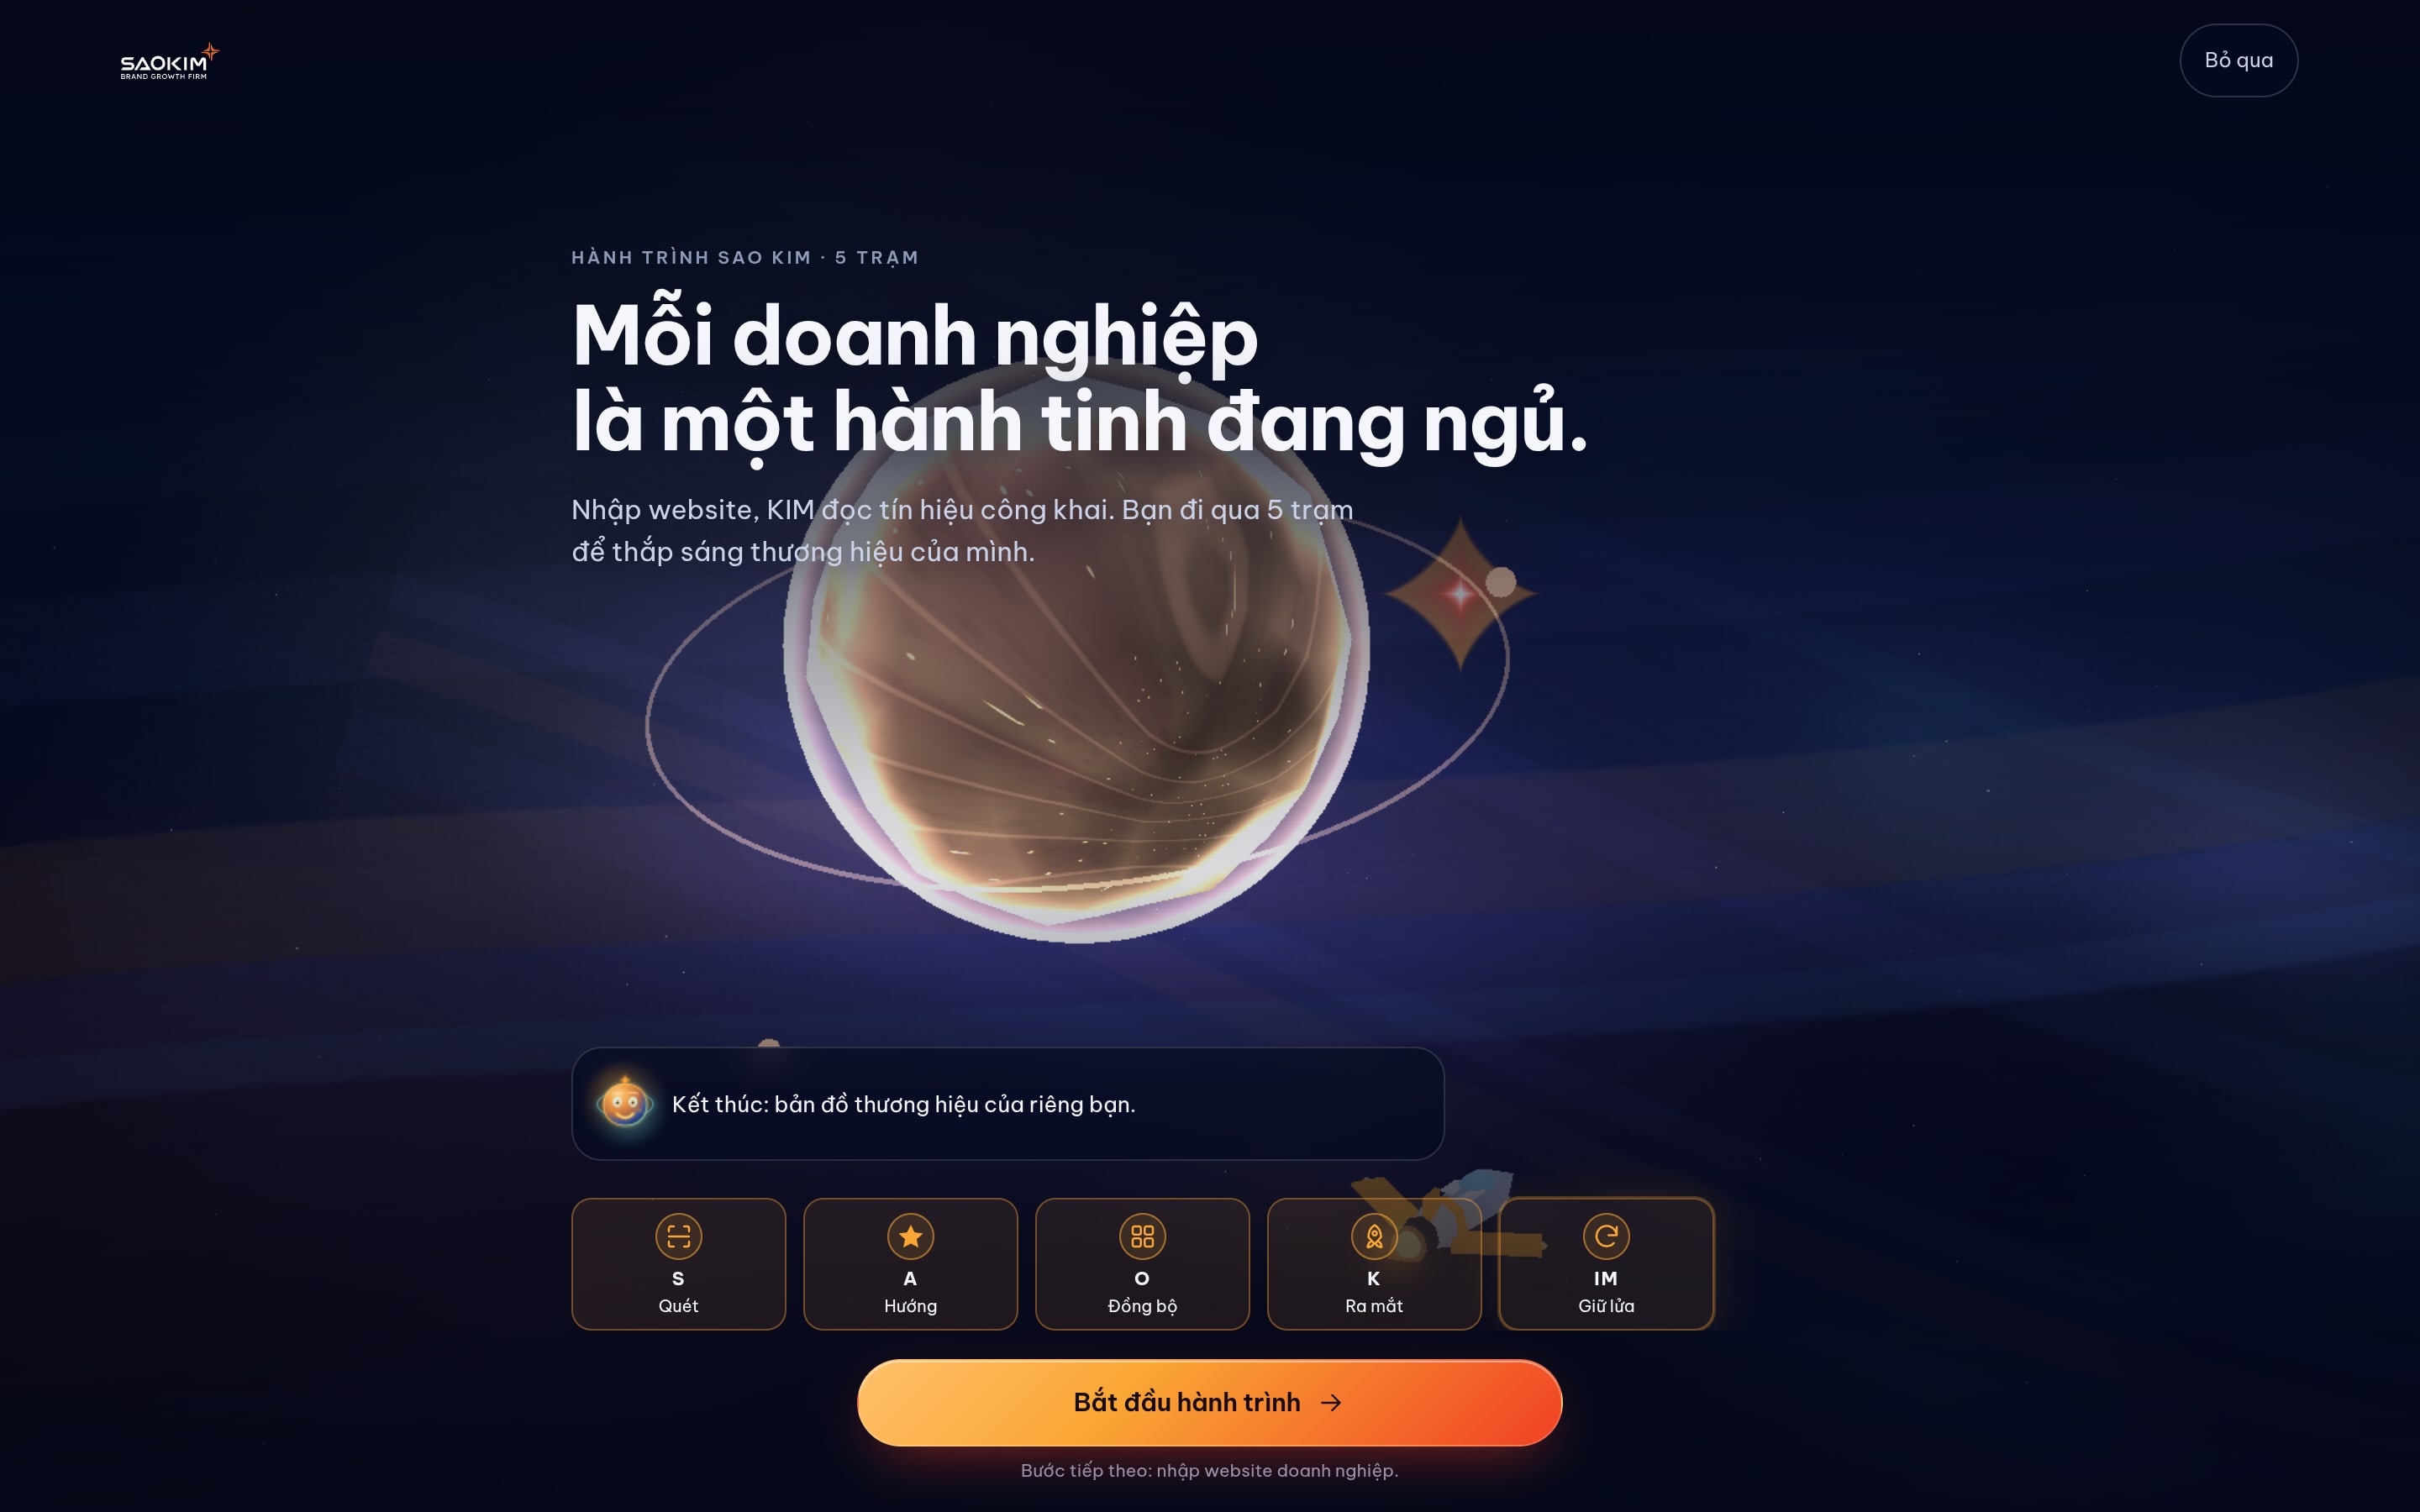 SAOKIM
BRAND GROWTH FIRM
Bỏ qua
HÀNH TRÌNH SAO KIM · 5 TRẠM
Mỗi doanh nghiệp
là một hành tinh đang ngủ.
Nhập website, KIM đọc tín hiệu công khai. Bạn đi qua 5 trạm
để thắp sáng thương hiệu của mình.
Kết thúc: bản đồ thương hiệu của riêng bạn.
S
Quét
A
Hướng
O
Đồng bộ
K
Ra mắt
IM
Giữ lửa
Bắt đầu hành trình →
Bước tiếp theo: nhập website doanh nghiệp.